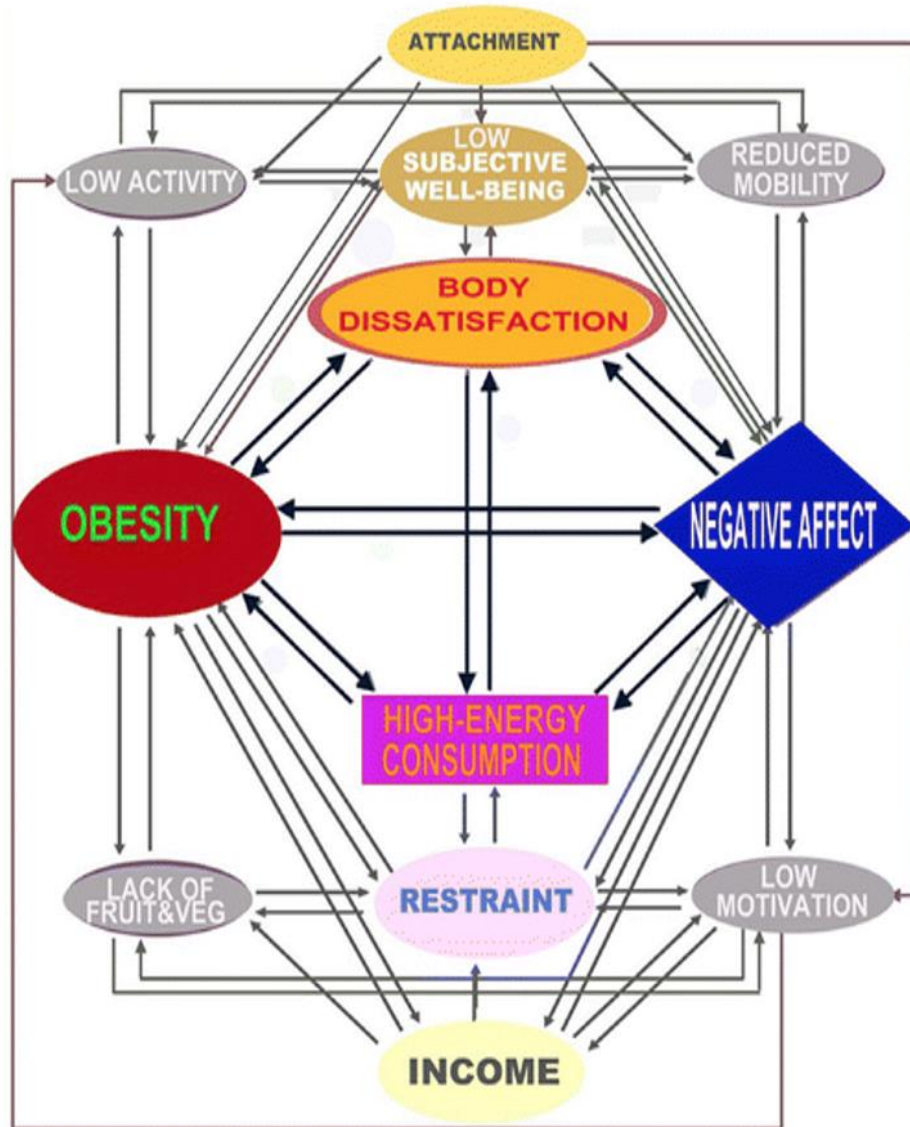 ATTACHMENT
LOW
SUBJECTIVE
WELL-BEING
LOW ACTIVITY
REDUCED
MOBILITY
BODY
DISSATISFACTION
OBESITY
NEGATIVE AFFECT
HIGH-ENERGY
CONSUMPTION
LACK OF
FRUIT&VEG
RESTRAINT
LOW
MOTIVATION
INCOME